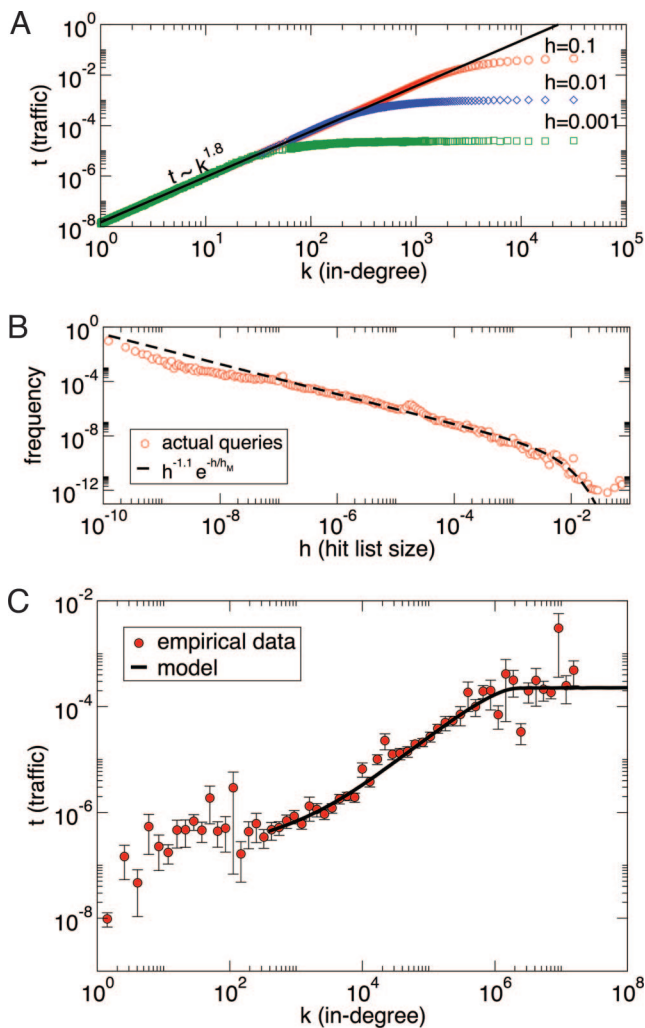 A
10^0
10^-2
10^-4
10^-6
10^-8
t (traffic)
h=0.1
h=0.01
h=0.001
t ~ k^1.8
10^0 10^1 10^2 10^3 10^4 10^5
k (in-degree)
B
10^0
10^-4
10^-8
10^-12
frequency
actual queries
h^-1.1 e^-h/h_M
10^-10 10^-8 10^-6 10^-4 10^-2
h (hit list size)
C
10^-2
10^-4
10^-6
10^-8
t (traffic)
empirical data
model
10^0 10^2 10^4 10^6 10^8
k (in-degree)